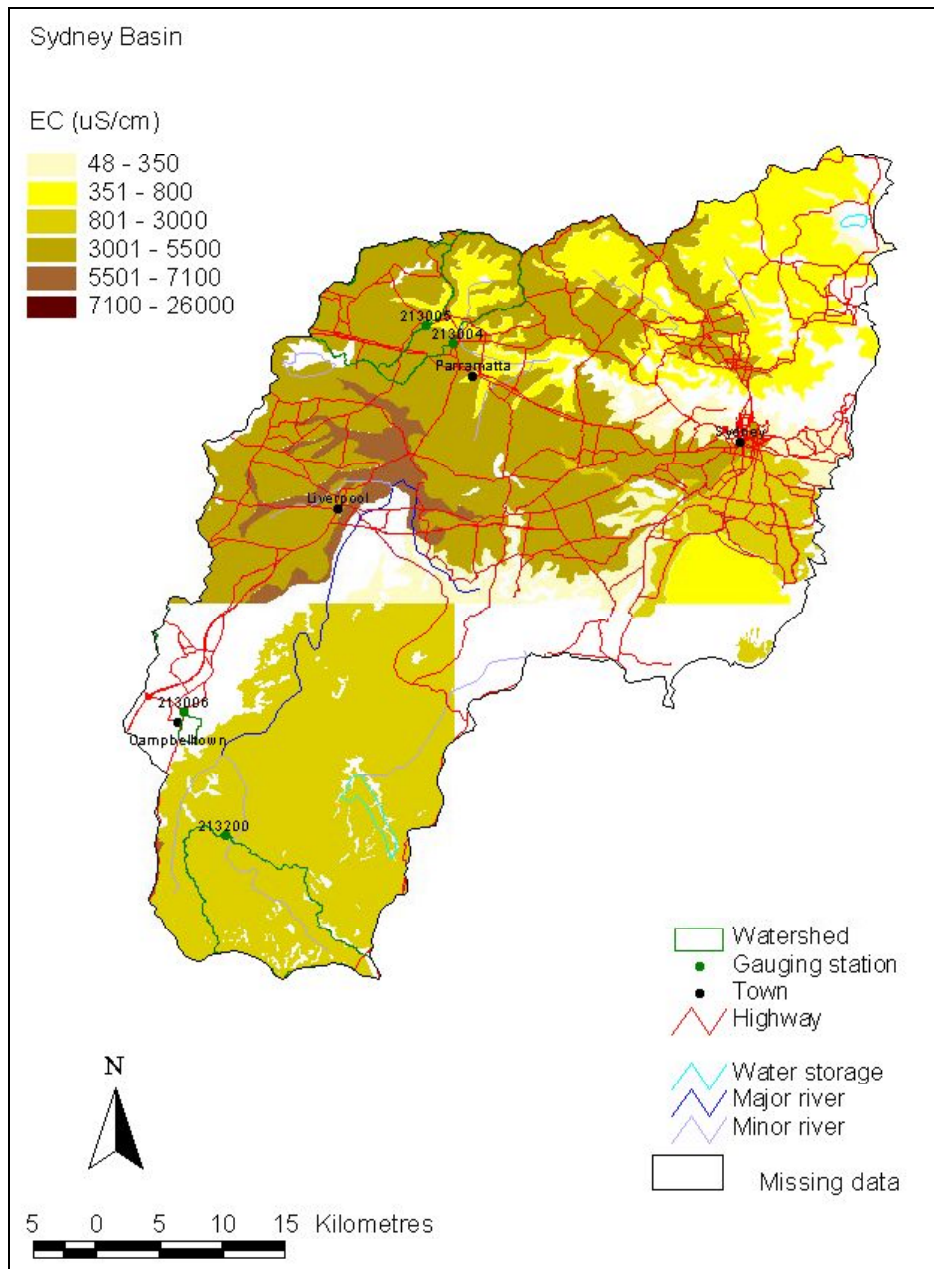 Sydney Basin
EC (uS/cm)
48 - 350
351 - 800
801 - 3000
3001 - 5500
5501 - 7100
7100 - 26000
213005
213004
Parramatta
Sydney
Liverpool
213006
Campbelltown
213200
Watershed
Gauging station
Town
Highway
Water storage
Major river
Minor river
Missing data
N
5 0 5 10 15 Kilometres